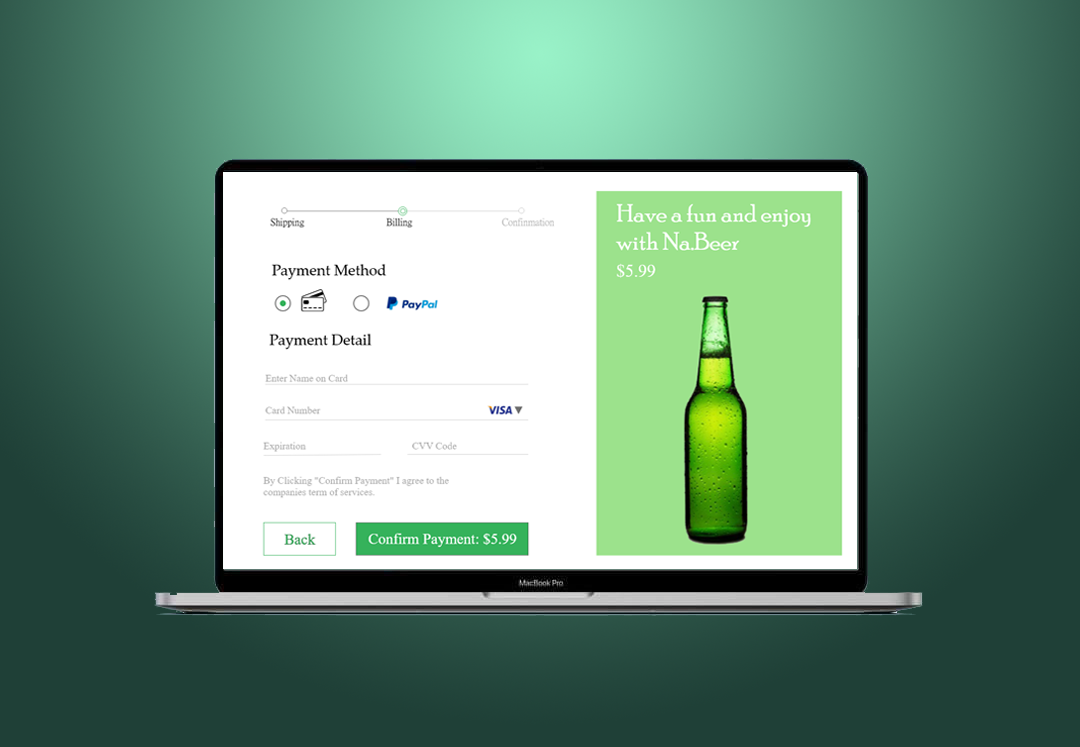 Shipping
Billing
Confinmation
Payment Method
PayPal
Payment Detail
Enter Name on Card
Card Number
VISA
Expiration
CVV Code
By Clicking "Confirm Payment" I agree to the
companies term of services.
Back
Confirm Payment: $5.99
Have a fun and enjoy
with Na.Beer
$5.99
MacBook Pro